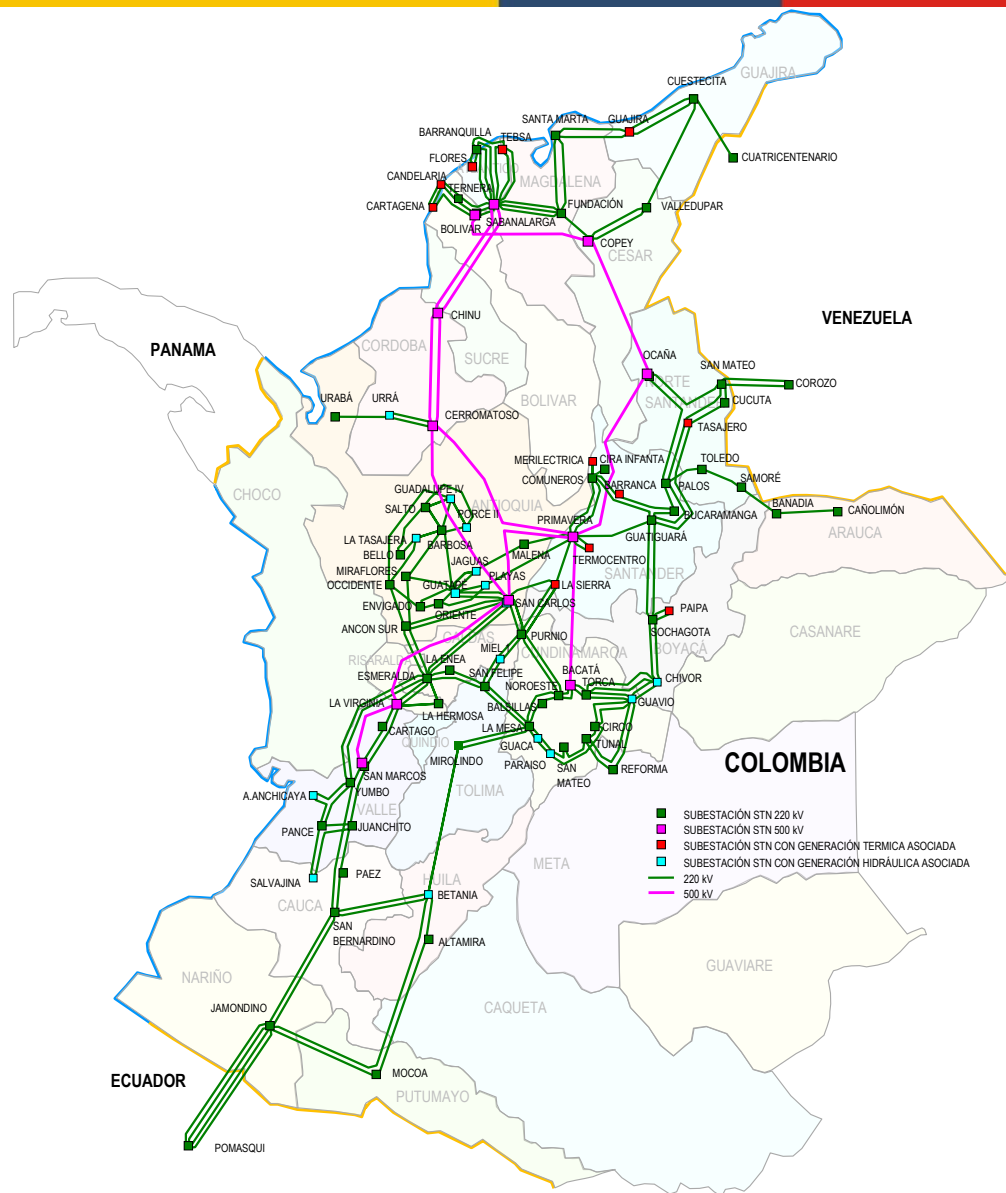 GUAJIRA
CUESTECITA
SANTA MARTA
GUAJIRA
BARRANQUILLA
TEBSA
FLORES
CUATRICENTENARIO
CANDELARIA
MAGDALENA
TERNERA
CARTAGENA
FUNDACIÓN
VALLEDUPAR
SABANALARGA
BOLIVAR
COPEY
CESAR
CHINU
VENEZUELA
CORDOBA
PANAMA
SUCRE
OCAÑA
SAN MATEO
COROZO
NORTE
SANTANDER
URABÁ
URRÁ
BOLIVAR
CUCUTA
CERROMATOSO
TASAJERO
MERILECTRICA
CIRA INFANTA
TOLEDO
COMUNEROS
BARRANCA
PALOS
SAMORÉ
CHOCO
GUADALUPE IV
ANTIOQUIA
SALTO
PORCE II
BANADIA
CAÑOLIMÓN
BUCARAMANGA
PRIMAVERA
GUATIGUARÁ
ARAUCA
LA TASAJERA
BARBOSA
BELLO
JAGUAS
MALENA
TERMOCENTRO
SANTANDER
MIRAFLORES
OCCIDENTE
GUATAPE
PLAYAS
LA SIERRA
ENVIGADO
ORIENTE
SAN CARLOS
PAIPA
ANCON SUR
PURNIO
SOCHAGOTA
CASANARE
CALDAS
BOYACÁ
MIEL I
CUNDINAMARCA
RISARALDA
LA ENEA
ESMERALDA
SAN FELIPE
BACATÁ
TORCA
CHIVOR
NOROESTE
LA VIRGINIA
BALSILLAS
GUAVIO
LA HERMOSA
CARTAGO
LA MESA
CIRCO
QUINDIO
GUACA
TUNAL
MIROLINDO
PARAISO
SAN
MATEO
REFORMA
COLOMBIA
SAN MARCOS
A.ANCHICAYA
YUMBO
TOLIMA
VALLE
PANCE
JUANCHITO
SUBESTACIÓN STN 220 kV
SUBESTACIÓN STN 500 kV
SUBESTACIÓN STN CON GENERACIÓN TERMICA ASOCIADA
SUBESTACIÓN STN CON GENERACIÓN HIDRÁULICA ASOCIADA
220 kV
500 kV
META
SALVAJINA
PAEZ
HUILA
BETANIA
CAUCA
SAN
BERNARDINO
ALTAMIRA
GUAVIARE
NARIÑO
CAQUETA
JAMONDINO
ECUADOR
MOCOA
PUTUMAYO
POMASQUI